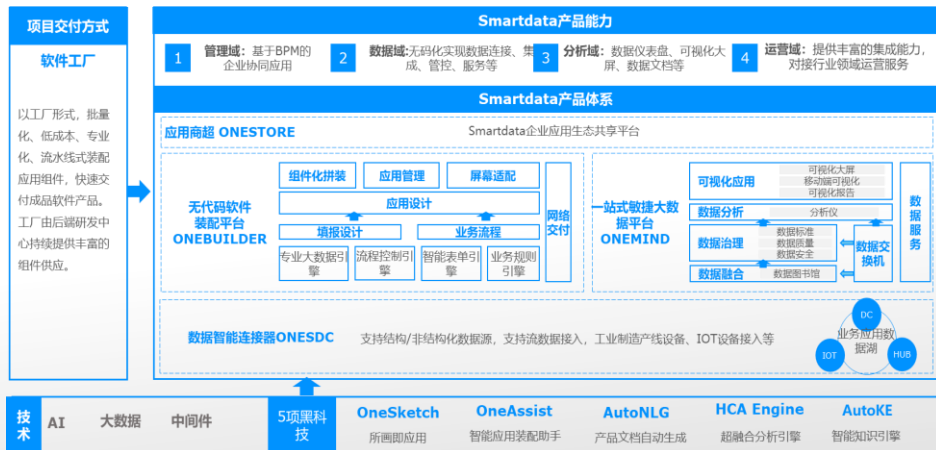 项目交付方式
软件工厂
以工厂形式，批量
化、低成本、专业
化、流水线式装配
应用组件，快速交
付成品软件产品。
工厂由后端研发中
心持续提供丰富的
组件供应。
Smartdata产品能力
1
管理域：基于BPM的
企业协同应用
2
数据域:无码化实现数据连接、集
成、管控、服务等
3
分析域：数据仪表盘、可视化大
屏、数据文档等
4
运营域：提供丰富的集成能力，
对接行业领域运营服务
Smartdata产品体系
应用商超 ONESTORE
Smartdata企业应用生态共享平台
无代码软件
装配平台
ONEBUILDER
组件化拼装
应用管理
屏幕适配
应用设计
填报设计
业务流程
专业大数据引
擎
流程控制引
擎
智能表单引
擎
业务规则
引擎
网络
交付
一站式敏捷大数
据平台
ONEMIND
可视化应用
可视化大屏
移动端可视化
可视化报告
数据分析
分析仪
数据治理
数据标准
数据质量
数据安全
数据融合
数据图书馆
数据交
换机
数
据
服
务
数据智能连接器ONESDC
支持结构/非结构化数据源，支持流数据接入，工业制造产线设备、IOT设备接入等
DC
业务应用数
据湖
IOT
HUB
技
术
AI
大数据
中间件
5项黑科
技
OneSketch
所画即应用
OneAssist
智能应用装配助手
AutoNLG
产品文档自动生成
HCA Engine
超融合分析引擎
AutoKE
智能知识引擎